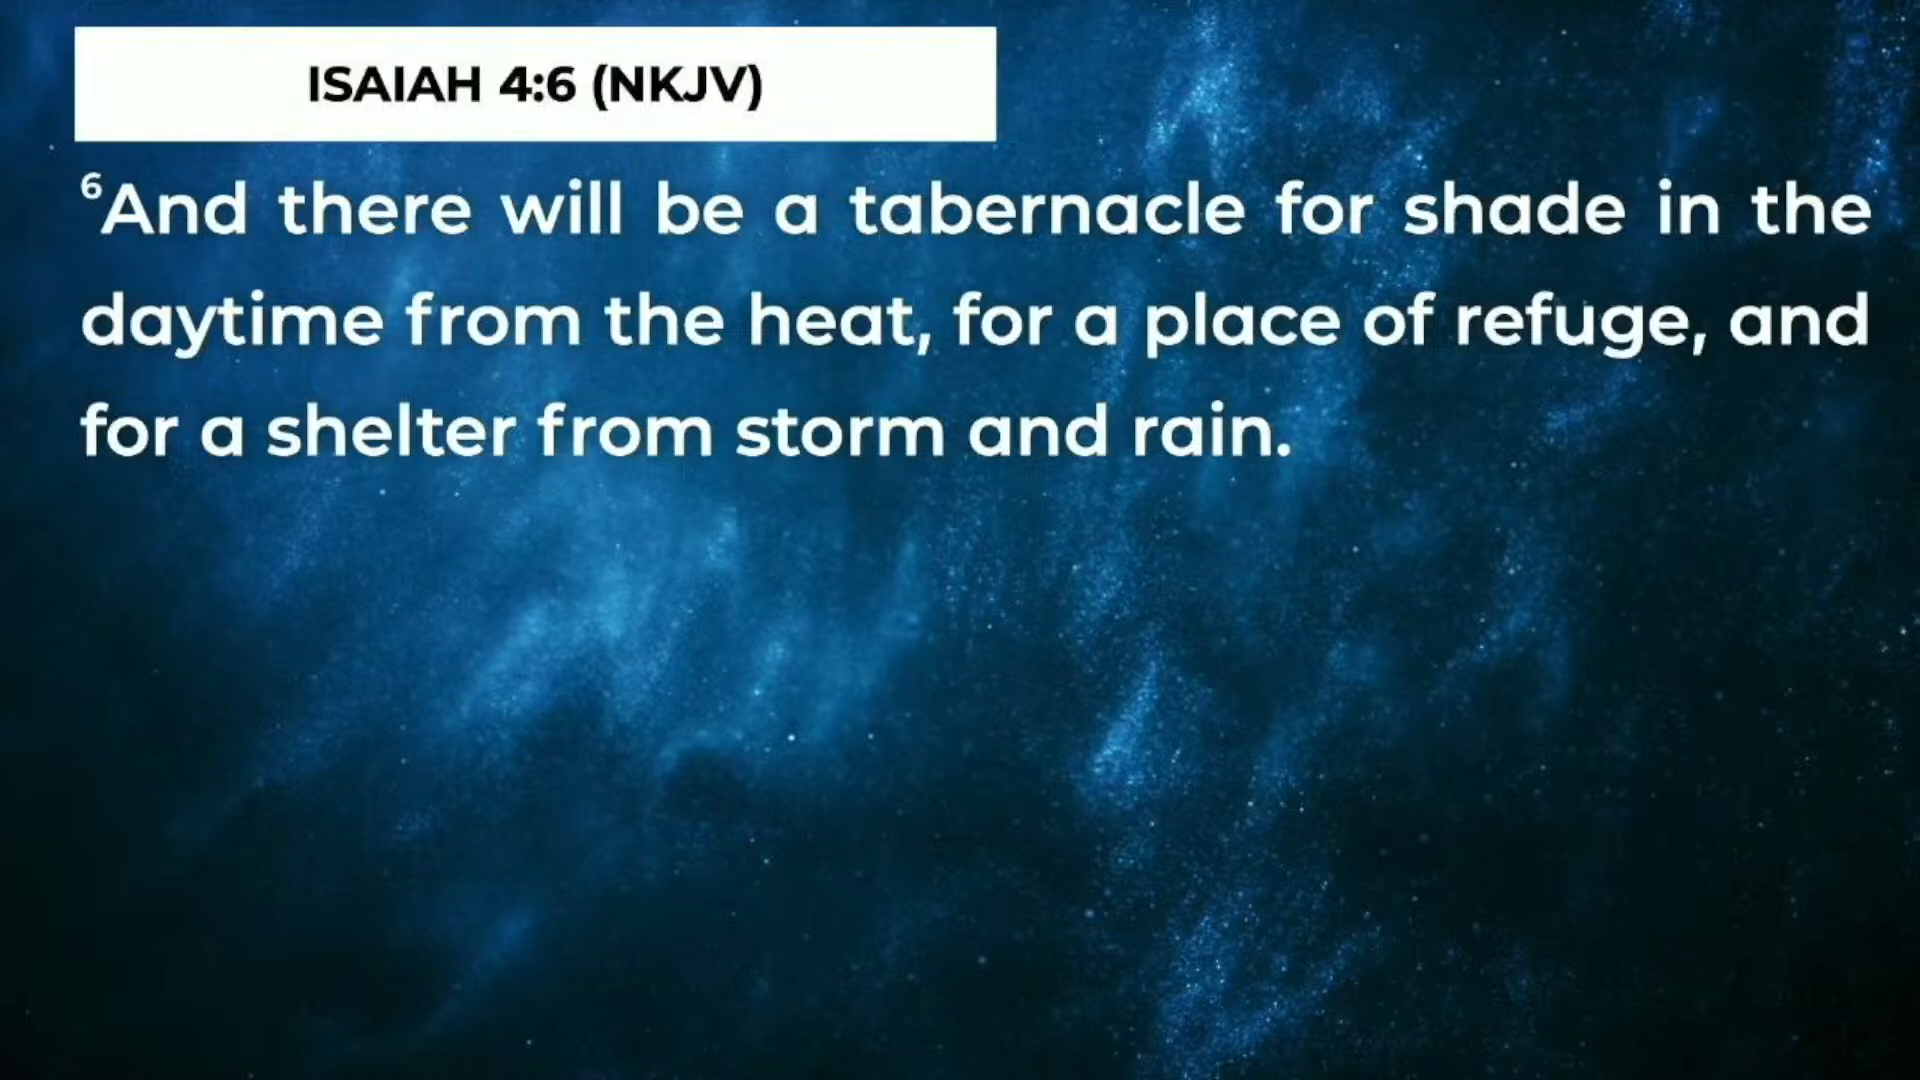 ISAIAH 4:6 (NKJV)
⁶And there will be a tabernacle for shade in the
daytime from the heat, for a place of refuge, and
for a shelter from storm and rain.